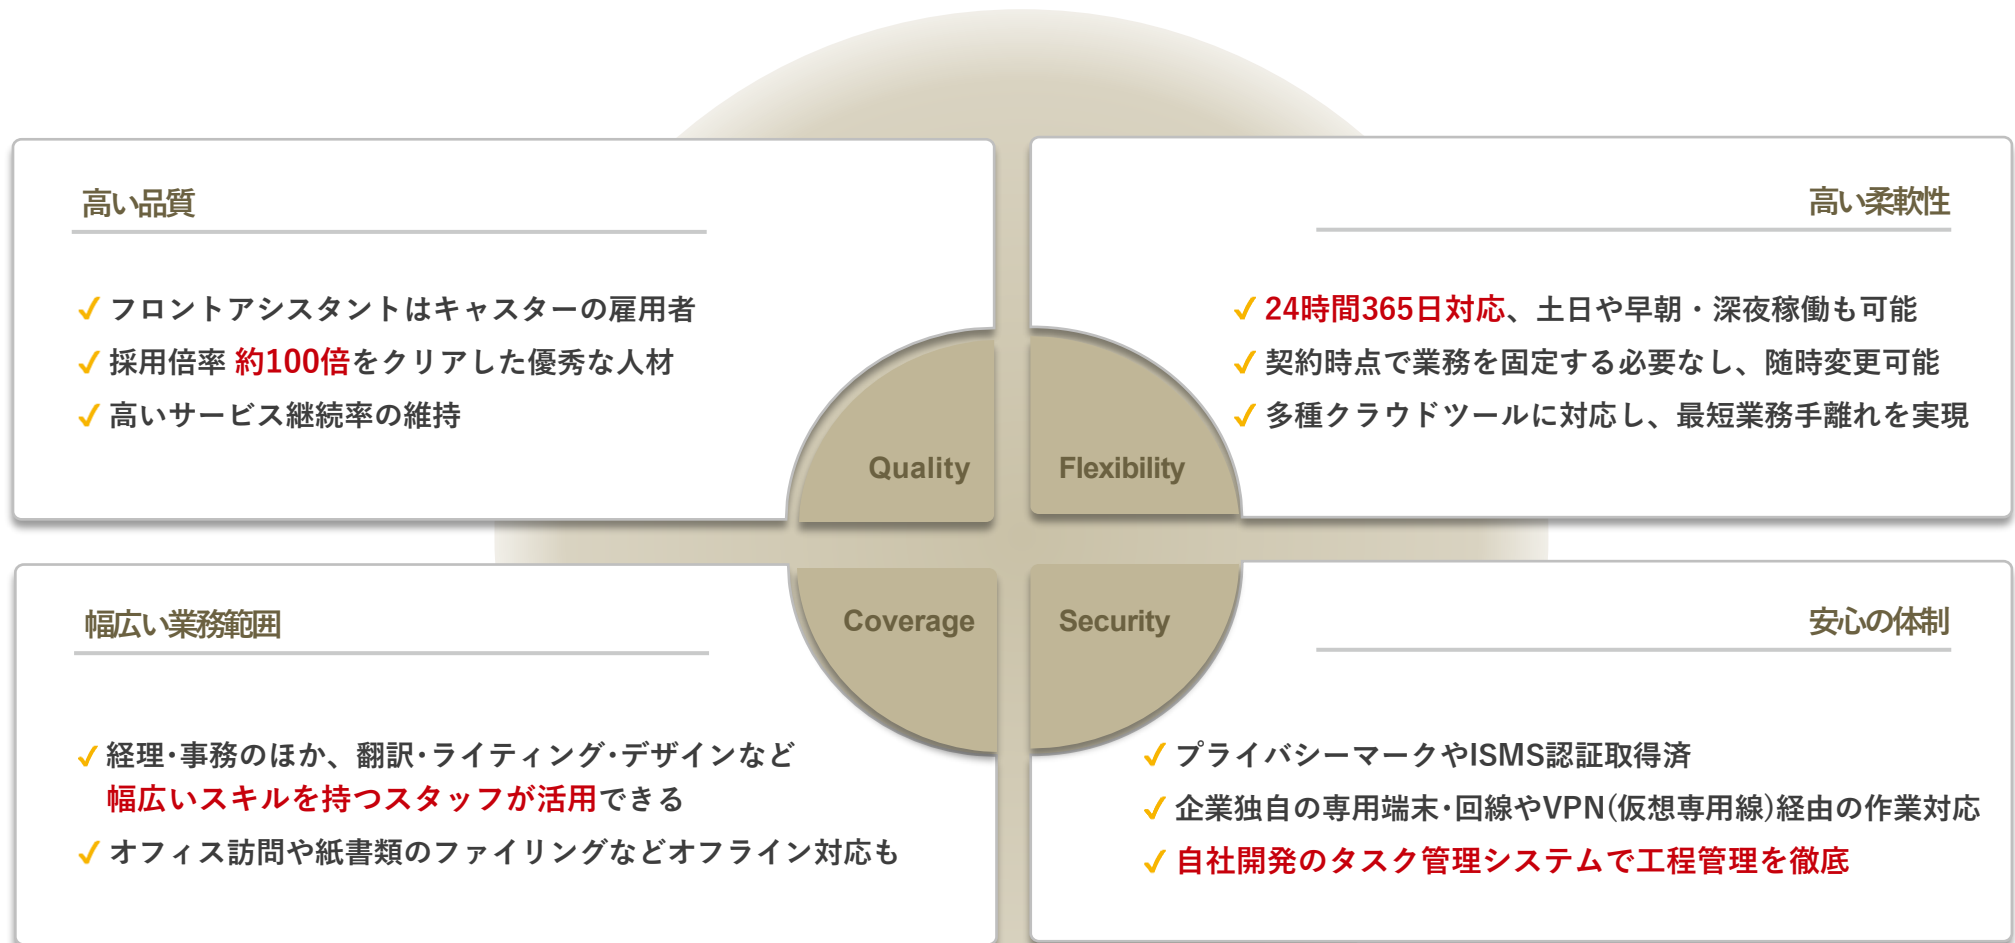 高い品質
✓ フロントアシスタントはキャスターの雇用者
✓ 採用倍率 約100倍をクリアした優秀な人材
✓ 高いサービス継続率の維持
Quality
高い柔軟性
✓ 24時間365日対応、土日や早朝・深夜稼働も可能
✓ 契約時点で業務を固定する必要なし、随時変更可能
✓ 多種クラウドツールに対応し、最短業務手離れを実現
Flexibility
幅広い業務範囲
Coverage
✓ 経理･事務のほか、翻訳･ライティング･デザインなど
幅広いスキルを持つスタッフが活用できる
✓ オフィス訪問や紙書類のファイリングなどオフライン対応も
安心の体制
Security
✓ プライバシーマークやISMS認証取得済
✓ 企業独自の専用端末･回線やVPN(仮想専用線)経由の作業対応
✓ 自社開発のタスク管理システムで工程管理を徹底